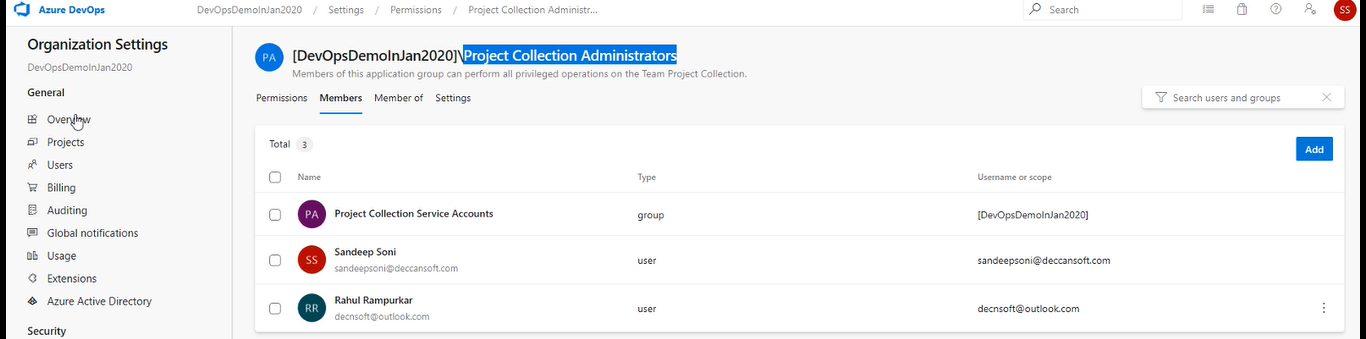 Azure DevOps
DevOpsDemoInJan2020 / Settings / Permissions / Project Collection Administr...
Search
SS
Organization Settings
DevOpsDemoInJan2020
General
Overview
Projects
Users
Billing
Auditing
Global notifications
Usage
Extensions
Azure Active Directory
Security
PA
[DevOpsDemoInJan2020]\Project Collection Administrators
Members of this application group can perform all privileged operations on the Team Project Collection.
Permissions Members Member of Settings
Search users and groups
Total 3
Add
Name Type Username or scope
PA Project Collection Service Accounts group [DevOpsDemoInJan2020]
SS Sandeep Soni user sandeepsoni@deccansoft.com
sandeepsoni@deccansoft.com
RR Rahul Rampurkar user decnsoft@outlook.com
decnsoft@outlook.com